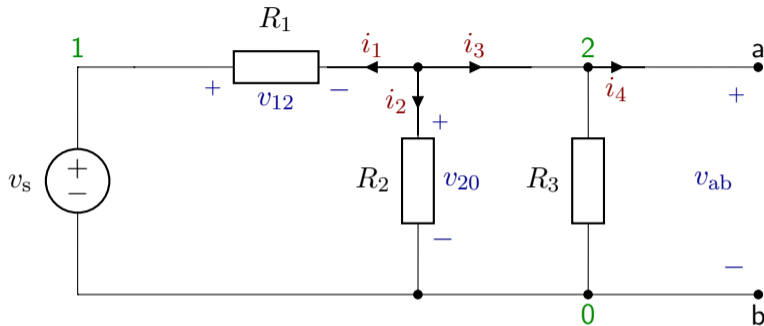 R1
1 i1 i3 2 a
+ v12 − i2 i4 +
+
vs + − R2 v20 R3 vab
− −
0 b